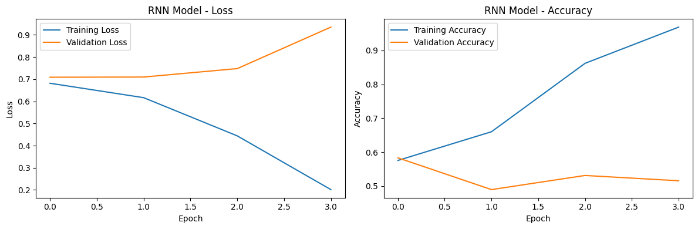 RNN Model - Loss
Training Loss
Validation Loss
0.9
0.8
0.7
0.6
0.5
0.4
0.3
0.2
Loss
0.0 0.5 1.0 1.5 2.0 2.5 3.0
Epoch
RNN Model - Accuracy
Training Accuracy
Validation Accuracy
0.9
0.8
0.7
0.6
0.5
Accuracy
0.0 0.5 1.0 1.5 2.0 2.5 3.0
Epoch